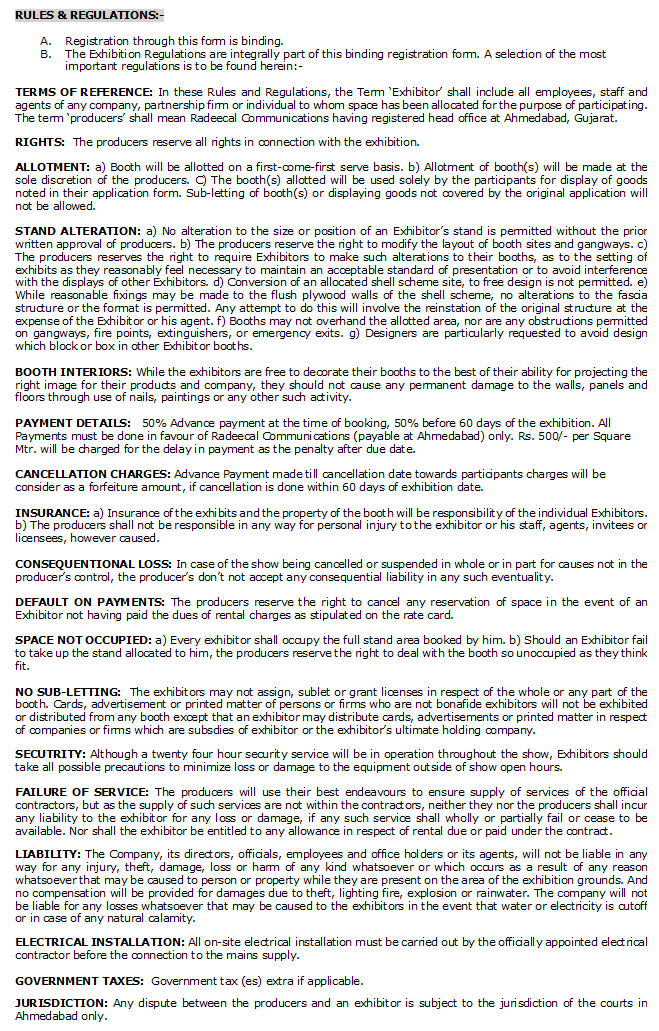 RULES & REGULATIONS:-
A. Registration through this form is binding.
B. The Exhibition Regulations are integrally part of this binding registration form. A selection of the most
important regulations is to be found herein:-
TERMS OF REFERENCE: In these Rules and Regulations, the Term 'Exhibitor' shall include all employees, staff and
agents of any company, partnership firm or individual to whom space has been allocated for the purpose of participating.
The term 'producers' shall mean Radeecal Communications having registered head office at Ahmedabad, Gujarat.
RIGHTS: The producers reserve all rights in connection with the exhibition.
ALLOTMENT: a) Booth will be allotted on a first-come-first serve basis. b) Allotment of booth(s) will be made at the
sole discretion of the producers. C) The booth(s) allotted will be used solely by the participants for display of goods
noted in their application form. Sub-letting of booth(s) or displaying goods not covered by the original application will
not be allowed.
STAND ALTERATION: a) No alteration to the size or position of an Exhibitor's stand is permitted without the prior
written approval of producers. b) The producers reserve the right to modify the layout of booth sites and gangways. c)
The producers reserves the right to require Exhibitors to make such alterations to their booths, as to the setting of
exhibits as they reasonably feel necessary to maintain an acceptable standard of presentation or to avoid interference
with the displays of other Exhibitors. d) Conversion of an allocated shell scheme site, to free design is not permitted. e)
While reasonable fixings may be made to the flush plywood walls of the shell scheme, no alterations to the fascia
structure or the format is permitted. Any attempt to do this will involve the reinstation of the original structure at the
expense of the Exhibitor or his agent. f) Booths may not overhand the allotted area, nor are any obstructions permitted
on gangways, fire points, extinguishers, or emergency exits. g) Designers are particularly requested to avoid design
which block or box in other Exhibitor booths.
BOOTH INTERIORS: While the exhibitors are free to decorate their booths to the best of their ability for projecting the
right image for their products and company, they should not cause any permanent damage to the walls, panels and
floors through use of nails, paintings or any other such activity.
PAYMENT DETAILS: 50% Advance payment at the time of booking, 50% before 60 days of the exhibition. All
Payments must be done in favour of Radeecal Communications (payable at Ahmedabad) only. Rs. 500/- per Square
Mtr. will be charged for the delay in payment as the penalty after due date.
CANCELLATION CHARGES: Advance Payment made till cancellation date towards participants charges will be
consider as a forfeiture amount, if cancellation is done within 60 days of exhibition date.
INSURANCE: a) Insurance of the exhibits and the property of the booth will be responsibility of the individual Exhibitors.
b) The producers shall not be responsible in any way for personal injury to the exhibitor or his staff, agents, invitees or
licensees, however caused.
CONSEQUENTIAL LOSS: In case of the show being cancelled or suspended in whole or in part for causes not in the
producer's control, the producer's don't not accept any consequential liability in any such eventuality.
DEFAULT ON PAYMENTS: The producers reserve the right to cancel any reservation of space in the event of an
Exhibitor not having paid the dues of rental charges as stipulated on the rate card.
SPACE NOT OCCUPIED: a) Every exhibitor shall occupy the full stand area booked by him. b) Should an Exhibitor fail
to take up the stand allocated to him, the producers reserve the right to deal with the booth so unoccupied as they think
fit.
NO SUB-LETTING: The exhibitors may not assign, sublet or grant licenses in respect of the whole or any part of the
booth. Cards, advertisement or printed matter of persons or firms who are not bonafide exhibitors will not be exhibited
or distributed from any booth except that an exhibitor may distribute cards, advertisements or printed matter in respect
of companies or firms which are subsdies of exhibitor or the exhibitor's ultimate holding company.
SECUTRITY: Although a twenty four hour security service will be in operation throughout the show, Exhibitors should
take all possible precautions to minimize loss or damage to the equipment outside of show open hours.
FAILURE OF SERVICE: The producers will use their best endeavours to ensure supply of services of the official
contractors, but as the supply of such services are not within the contractors, neither they nor the producers shall incur
any liability to the exhibitor for any loss or damage, if any such service shall wholly or partially fail or cease to be
available. Nor shall the exhibitor be entitled to any allowance in respect of rental due or paid under the contract.
LIABILITY: The Company, its directors, officials, employees and office holders or its agents, will not be liable in any
way for any injury, theft, damage, loss or harm of any kind whatsoever or which occurs as a result of any reason
whatsoever that may be caused to person or property while they are present on the area of the exhibition grounds. And
no compensation will be provided for damages due to theft, lighting fire, explosion or rainwater. The company will not
be liable for any losses whatsoever that may be caused to the exhibitors in the event that water or electricity is cutoff
or in case of any natural calamity.
ELECTRICAL INSTALLATION: All on-site electrical installation must be carried out by the officially appointed electrical
contractor before the connection to the mains supply.
GOVERNMENT TAXES: Government tax (es) extra if applicable.
JURISDICTION: Any dispute between the producers and an exhibitor is subject to the jurisdiction of the courts in
Ahmedabad only.